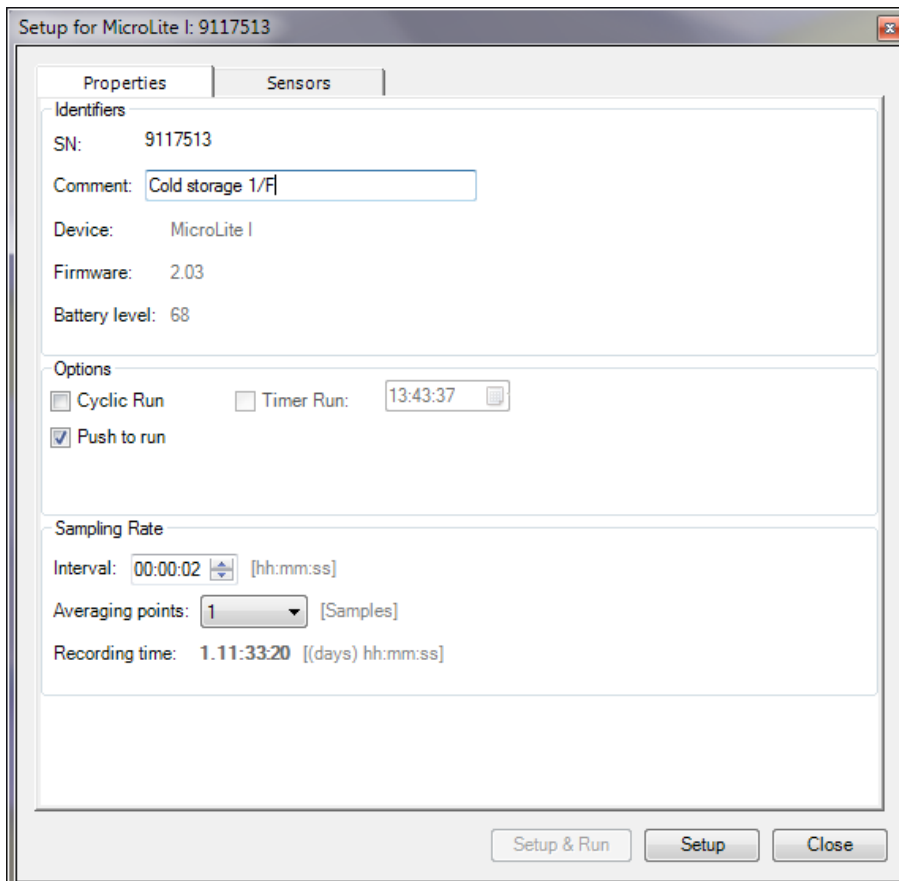 Setup for MicroLite I: 9117513
Properties Sensors
Identifiers
SN: 9117513
Comment: Cold storage 1/F
Device: MicroLite I
Firmware: 2.03
Battery level: 68
Options
Cyclic Run Timer Run: 13:43:37
Push to run
Sampling Rate
Interval: 00:00:02 [hh:mm:ss]
Averaging points: 1 [Samples]
Recording time: 1.11:33:20 [(days) hh:mm:ss]
Setup & Run Setup Close